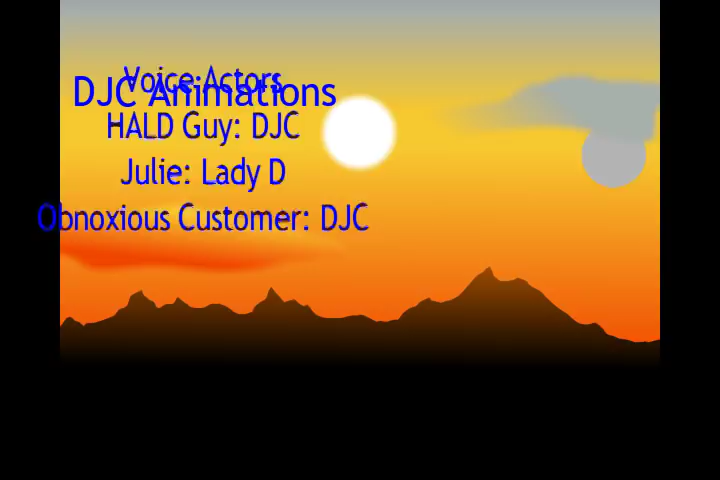 Voice Actors
DJC Animations
HALD Guy: DJC
Julie: Lady D
Obnoxious Customer: DJC